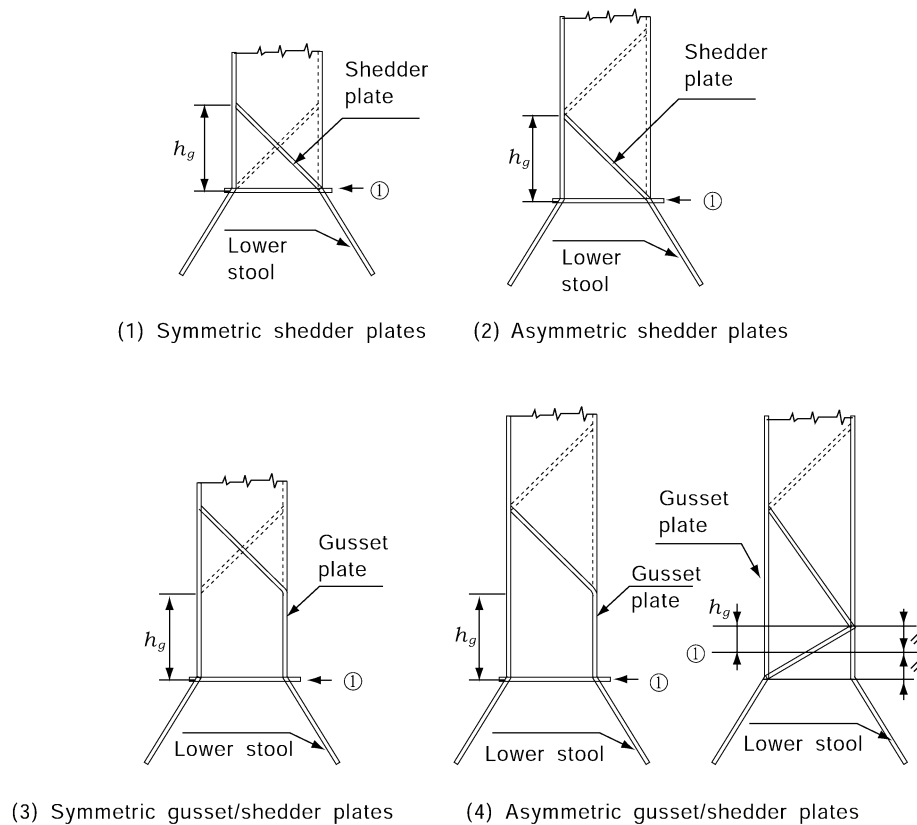 Shedder
plate
h_g
①
Lower
stool
(1) Symmetric shedder plates
Shedder
plate
h_g
①
Lower
stool
(2) Asymmetric shedder plates
Gusset
plate
h_g
①
Lower stool
(3) Symmetric gusset/shedder plates
Gusset
plate
h_g
①
Lower stool
Gusset
plate
h_g
①
Lower stool
(4) Asymmetric gusset/shedder plates